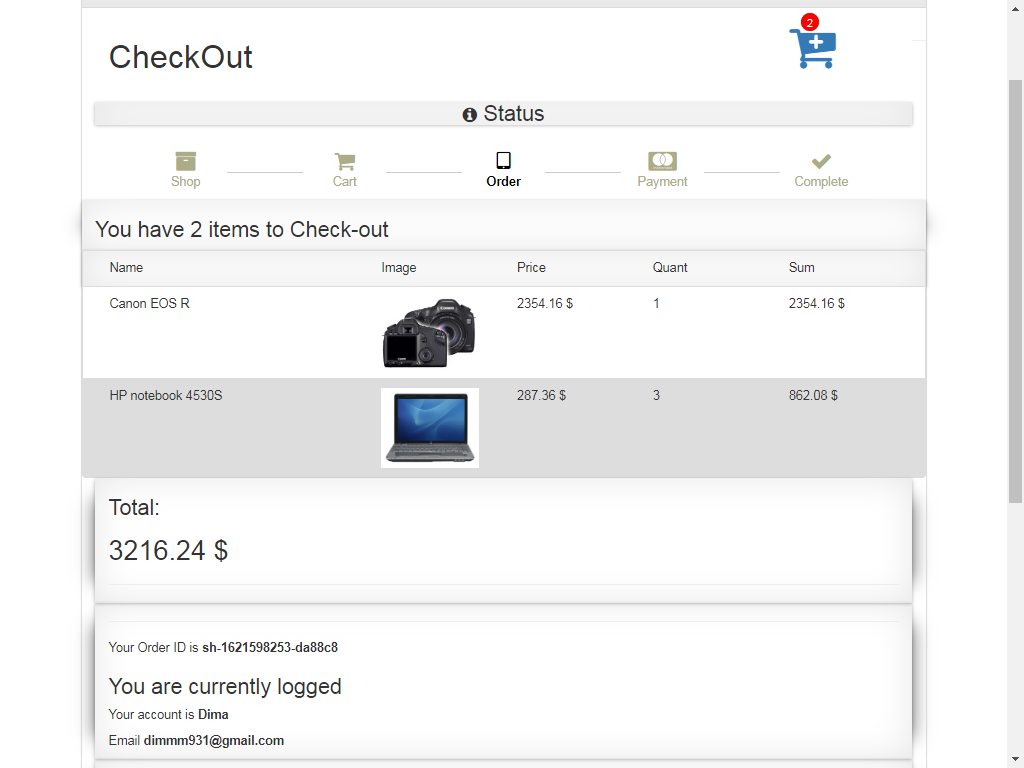 2
CheckOut
Status
Shop Cart Order Payment Complete
You have 2 items to Check-out
Name Image Price Quant Sum
Canon EOS R 2354.16 $ 1 2354.16 $
HP notebook 4530S 287.36 $ 3 862.08 $
Total:
3216.24 $
Your Order ID is sh-1621598253-da88c8
You are currently logged
Your account is Dima
Email dimmm931@gmail.com